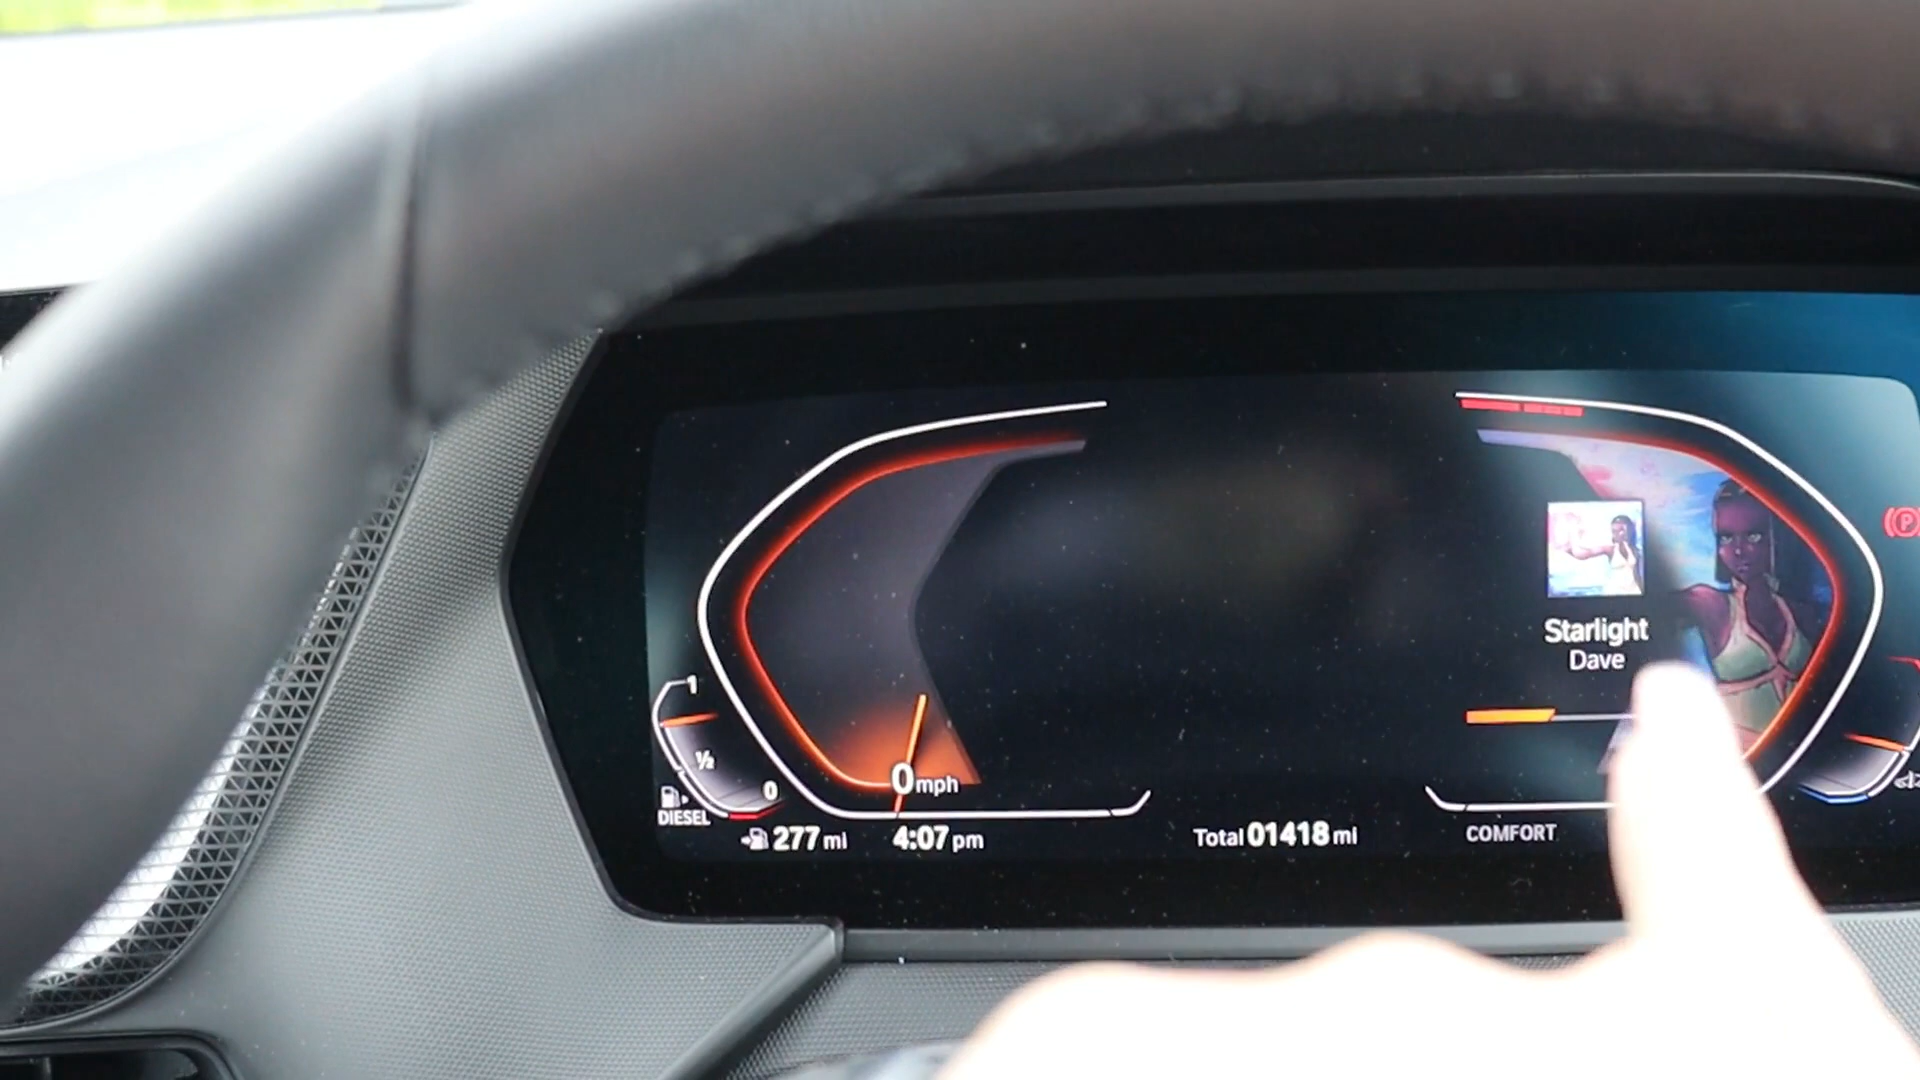 Starlight
Dave
1
½
0
DIESEL
0 mph
277 mi
4:07 pm
Total 01418 mi
COMFORT
P